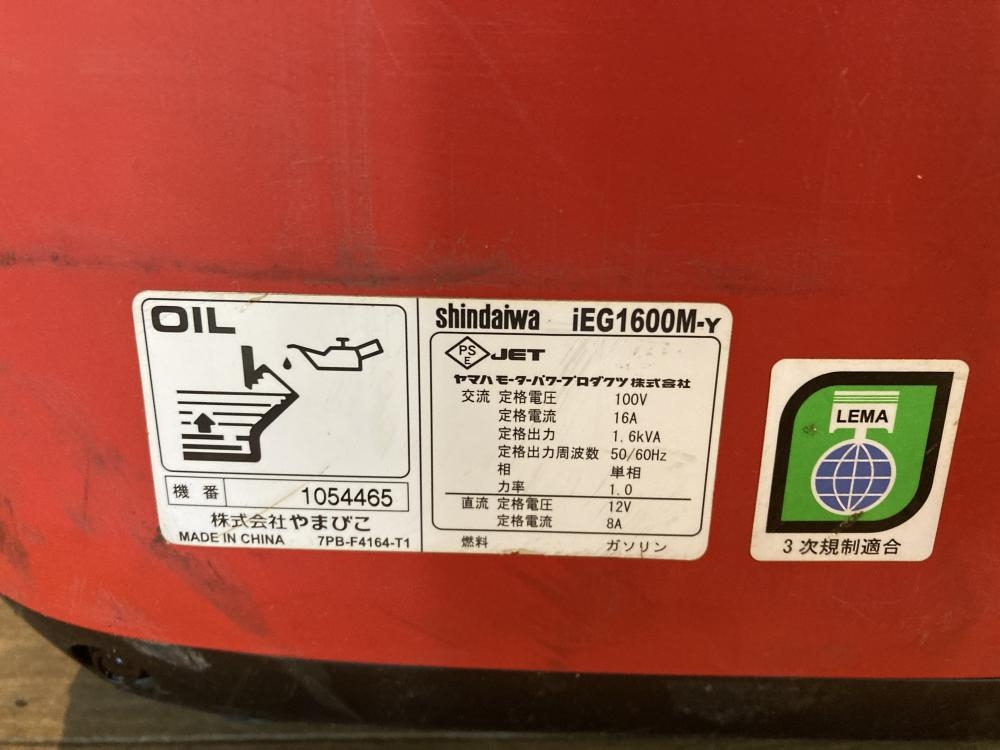 OIL
機番 1054465
株式会社やまびこ
MADE IN CHINA 7PB-F4164-T1
shindaiwa iEG1600M-Y
PSE JET
ヤマハモーターパワープロダクツ株式会社
交流 定格電圧 100V
定格電流 16A
定格出力 1.6kVA
定格出力周波数 50/60Hz
相 単相
力率 1.0
直流 定格電圧 12V
定格電流 8A
燃料 ガソリン
LEMA
3次規制適合